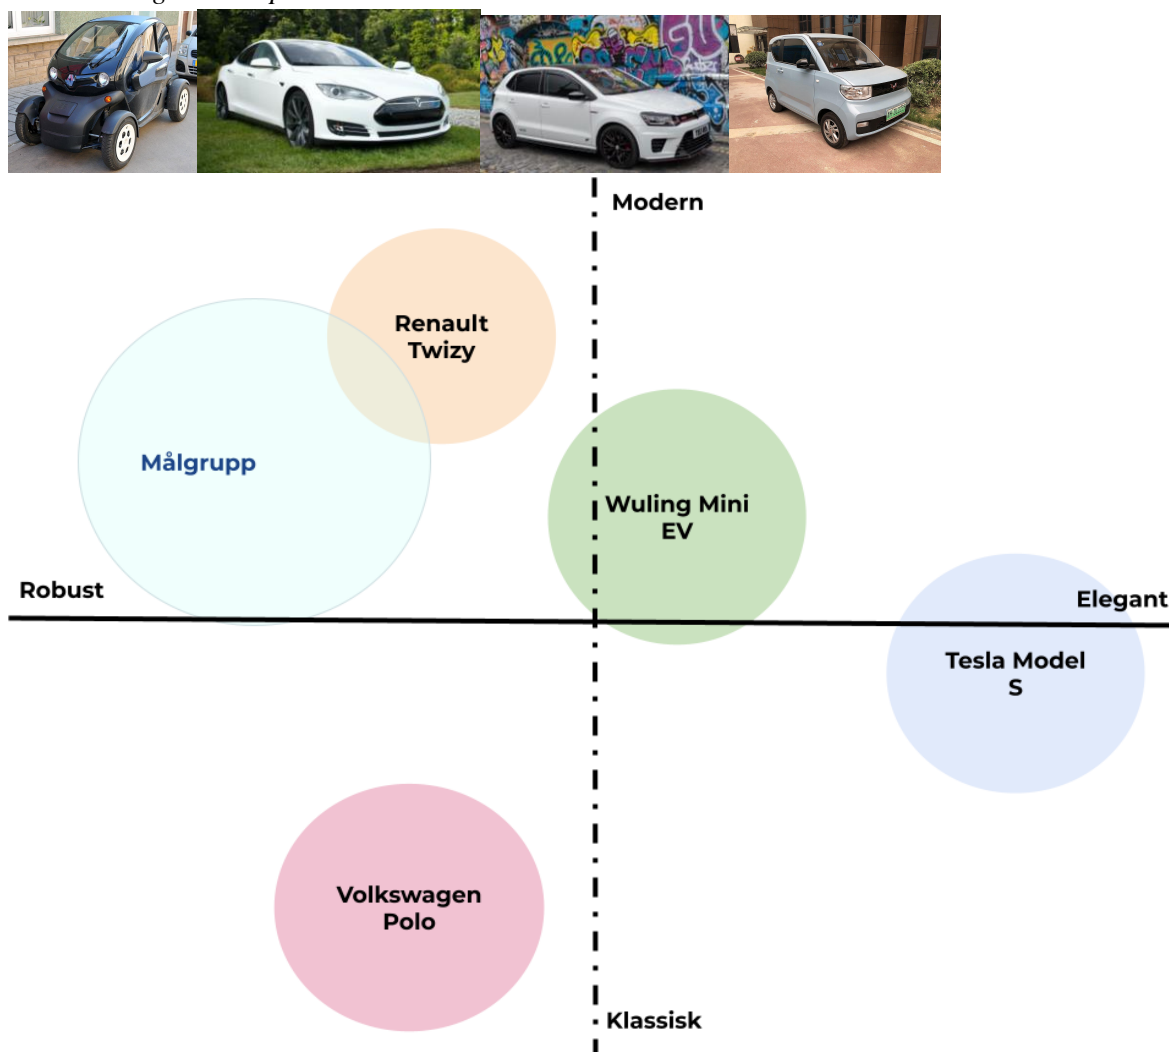 Modern
Renault
Twizy
Målgrupp
Wuling Mini
EV
Robust
Elegant
Tesla Model
S
Volkswagen
Polo
Klassisk